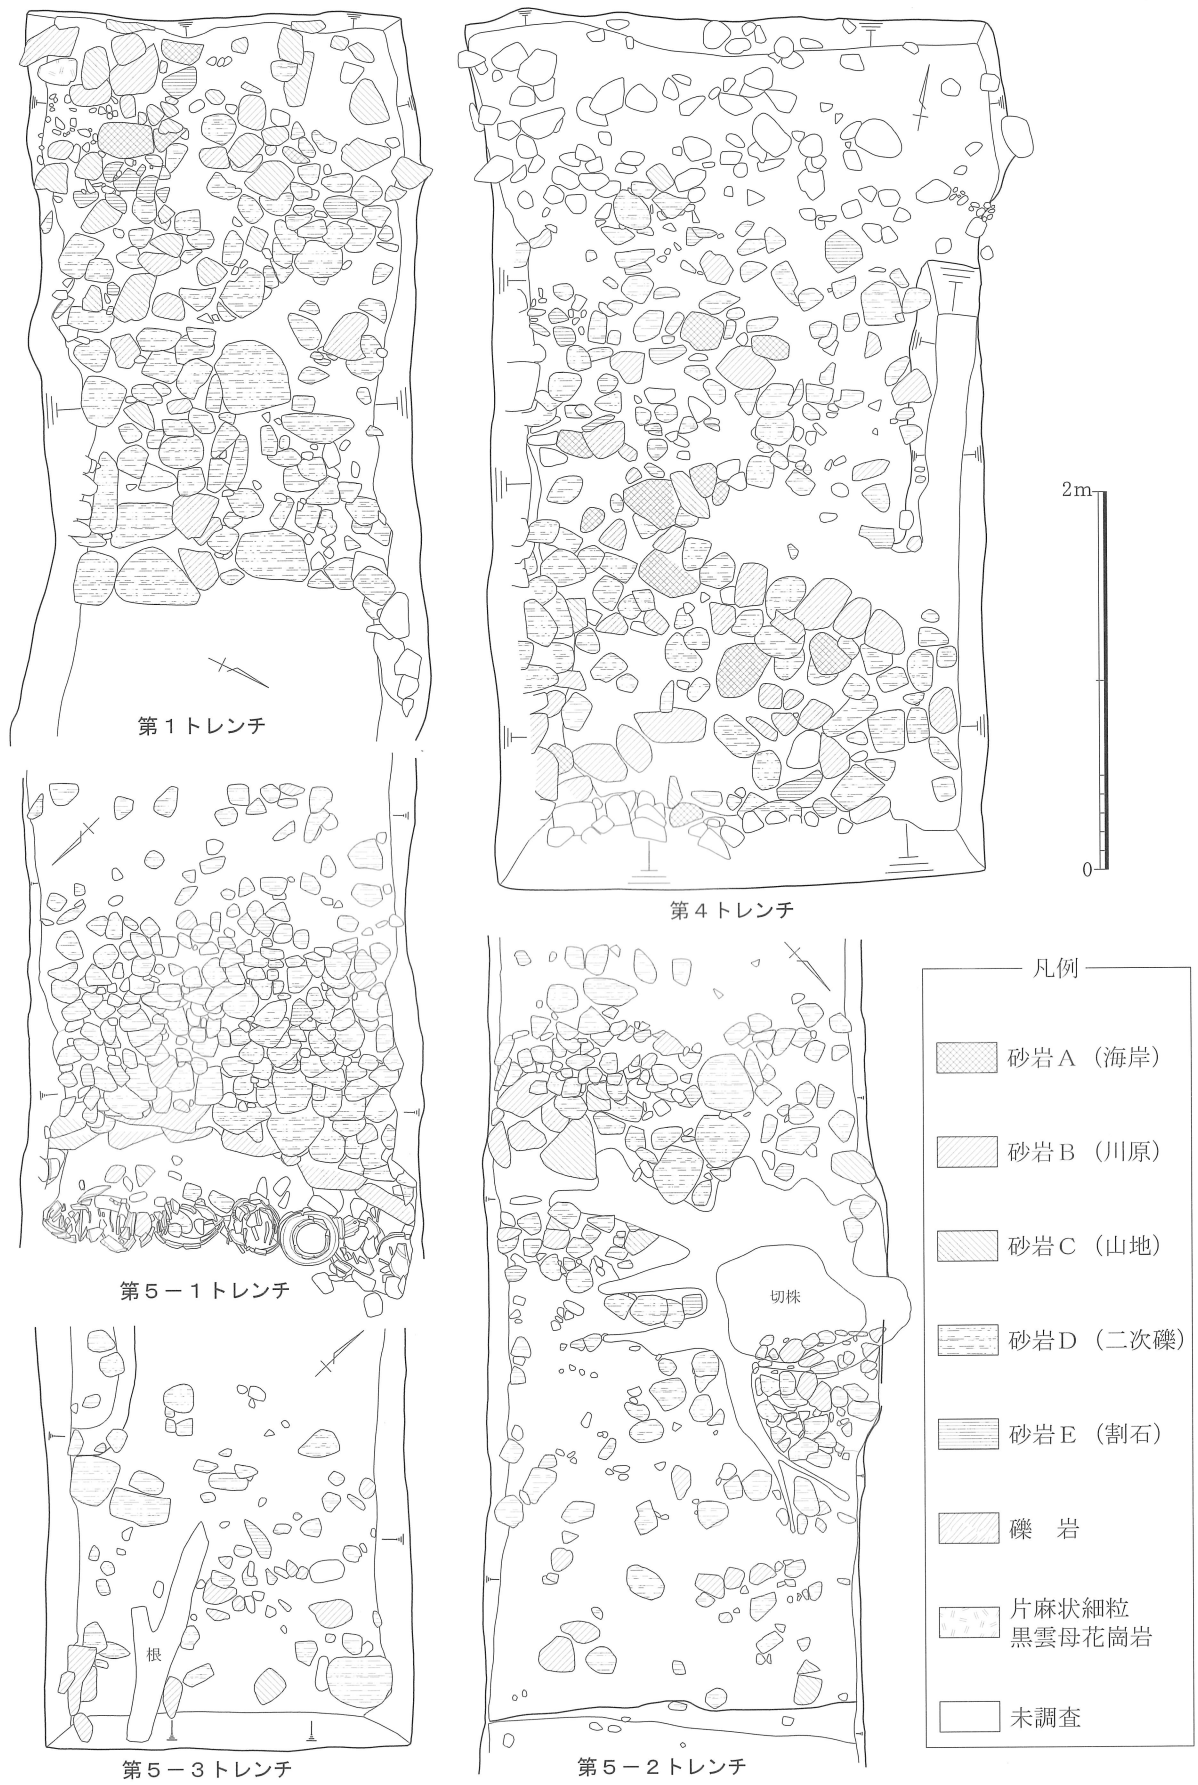 第1トレンチ
2m
0
第4トレンチ
第5－1トレンチ
切株
根
第5－3トレンチ
第5－2トレンチ
凡例
砂岩A（海岸）
砂岩B（川原）
砂岩C（山地）
砂岩D（二次礫）
砂岩E（割石）
礫　岩
片麻状細粒
黒雲母花崗岩
未調査